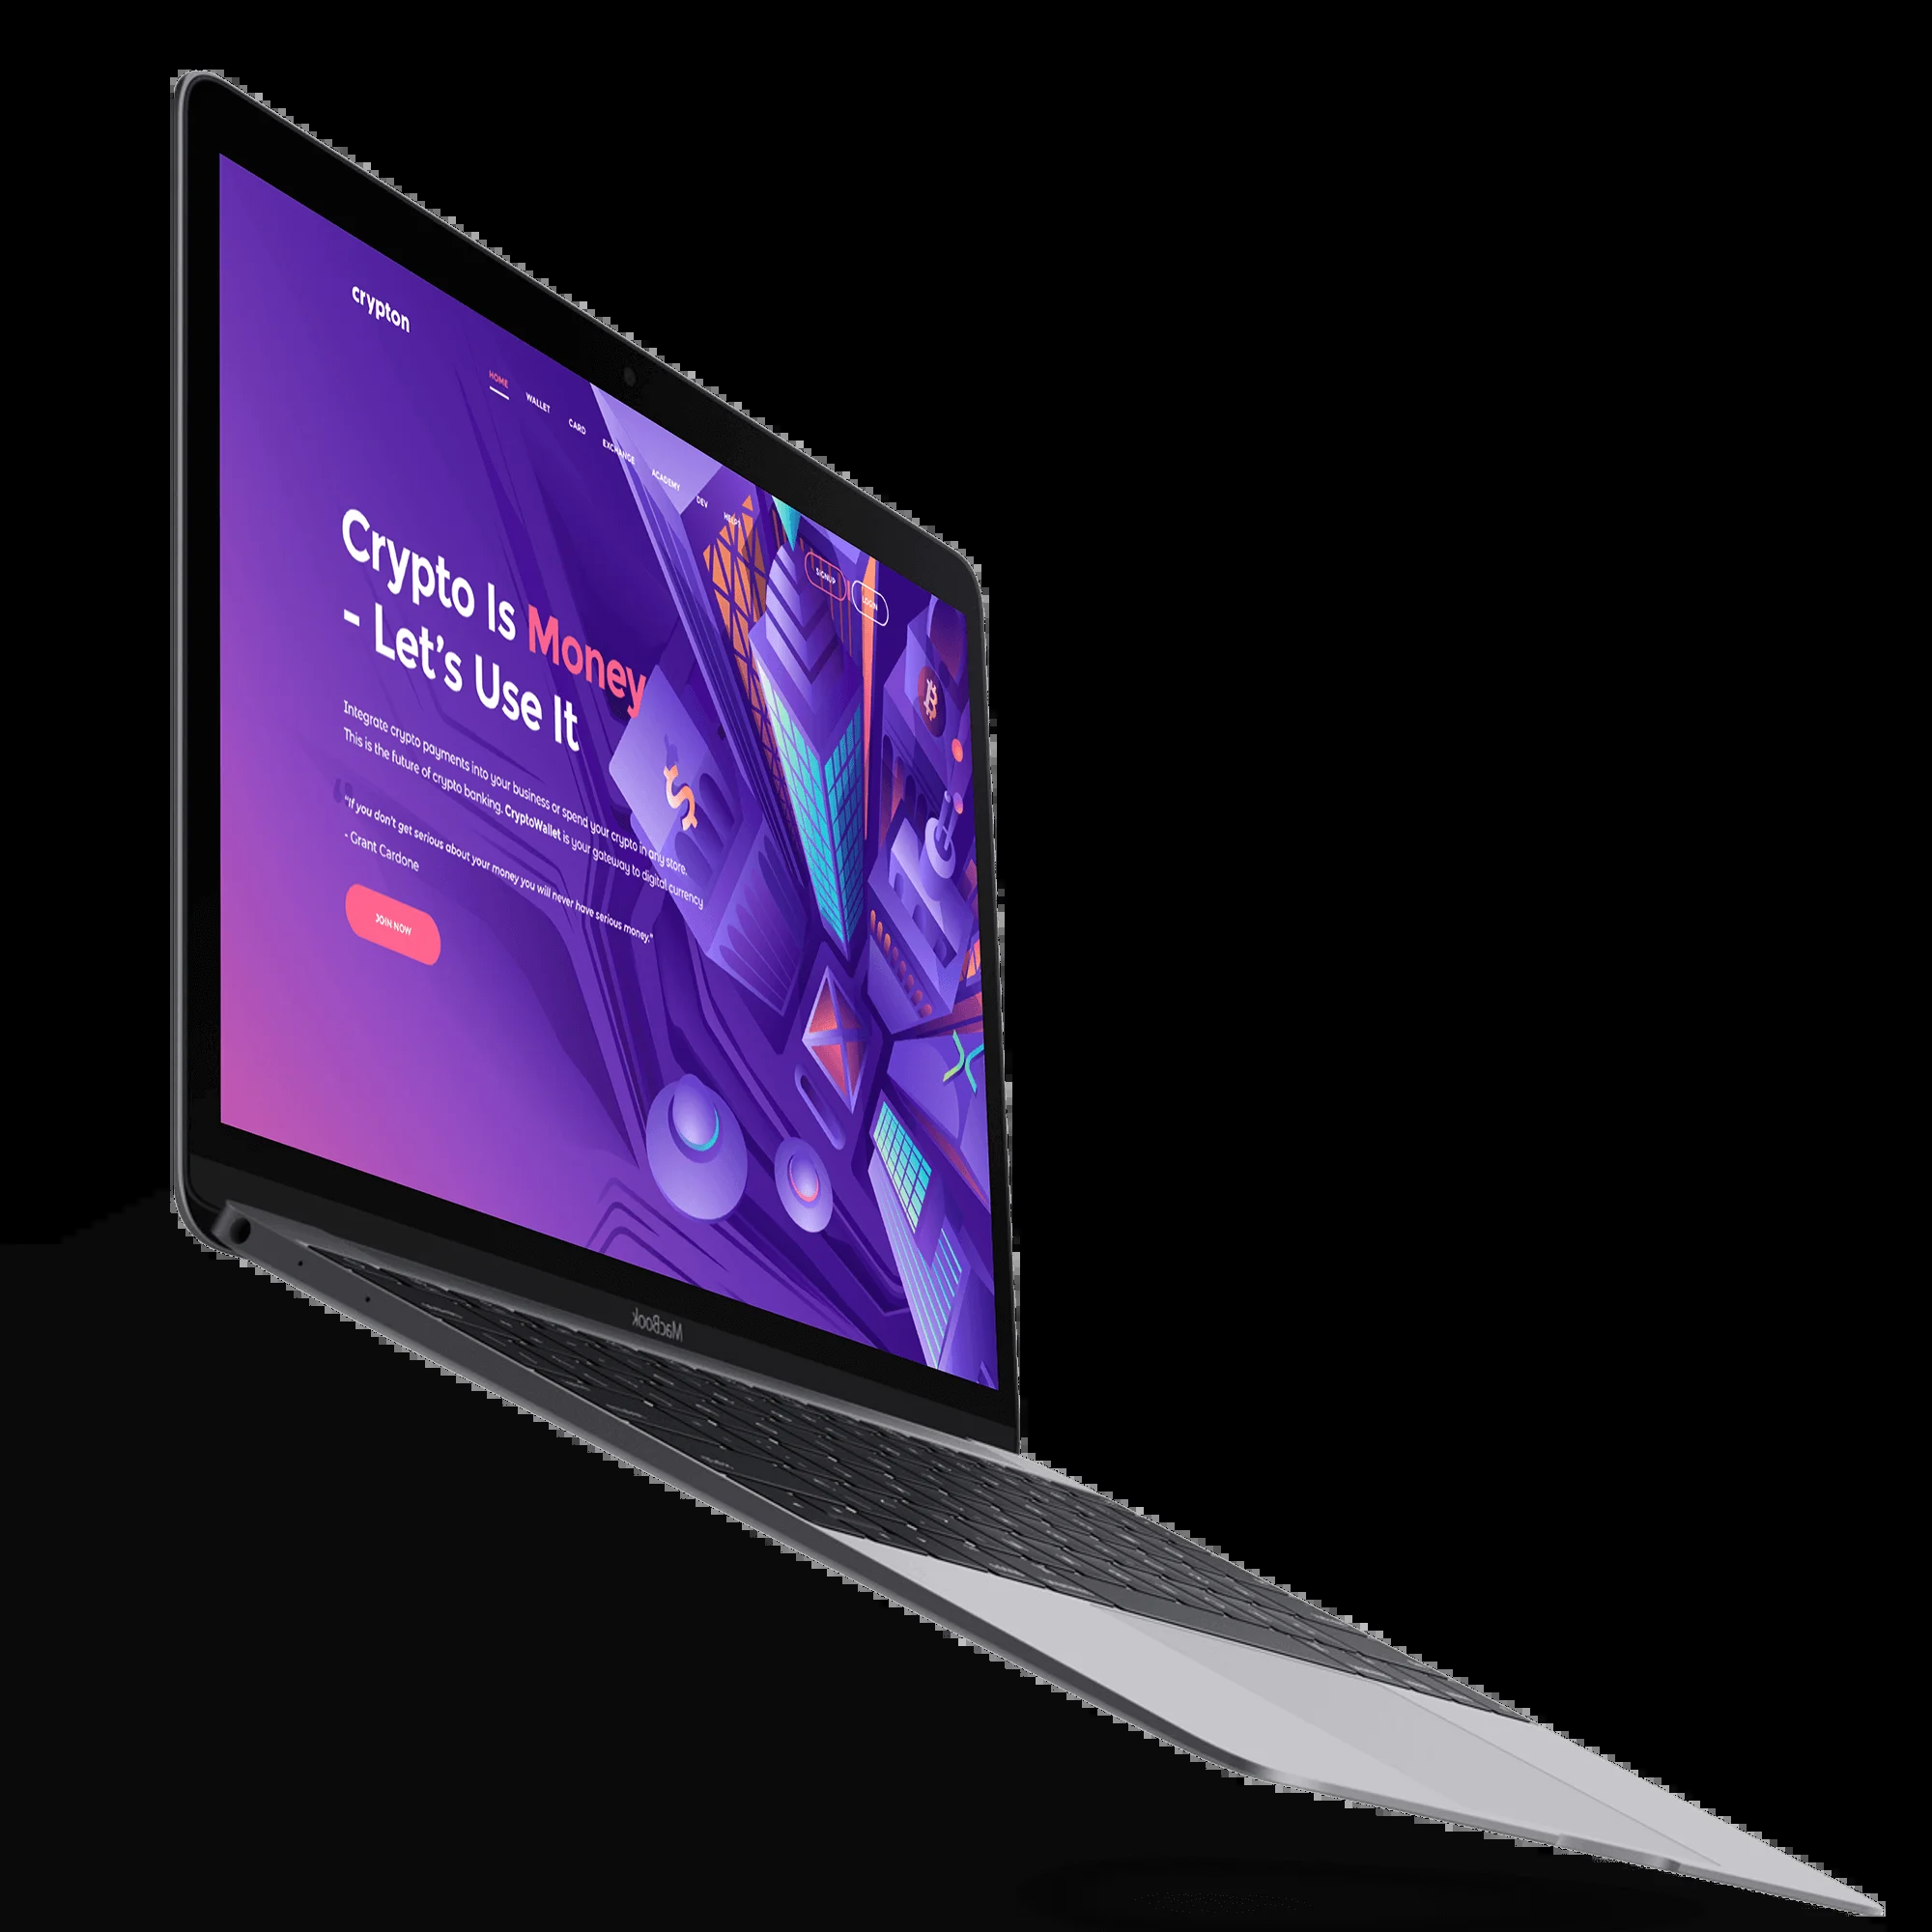 crypton
HOME WALLET CARD EXCHANGE ACADEMY DEV HELP?
SIGNUP LOGIN
Crypto Is Money
- Let's Use It
Integrate crypto payments into your business or spend your crypto in any store.
This is the future of crypto banking. CryptoWallet is your gateway to digital currency
"If you don't get serious about your money you will never have serious money."
- Grant Cardone
JOIN NOW
MacBook